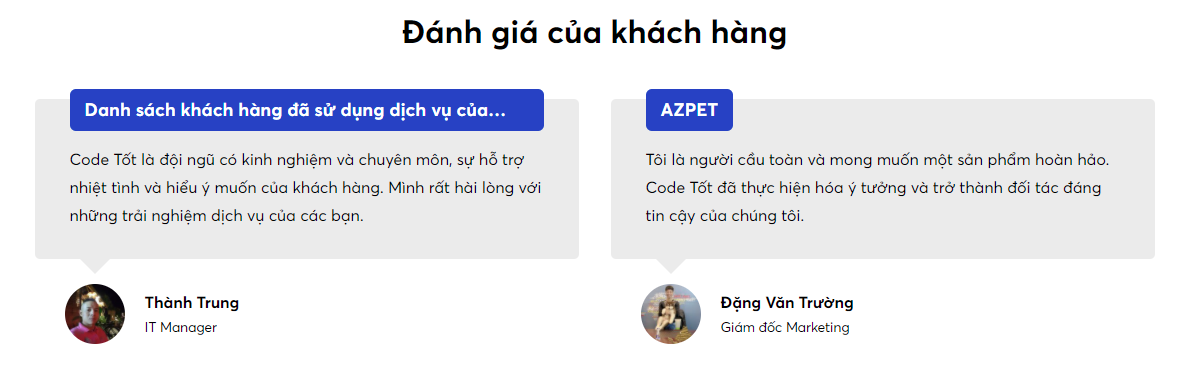 Đánh giá của khách hàng
Danh sách khách hàng đã sử dụng dịch vụ của...
Code Tốt là đội ngũ có kinh nghiệm và chuyên môn, sự hỗ trợ
nhiệt tình và hiểu ý muốn của khách hàng. Mình rất hài lòng với
những trải nghiệm dịch vụ của các bạn.
Thành Trung
IT Manager
AZPET
Tôi là người cầu toàn và mong muốn một sản phẩm hoàn hảo.
Code Tốt đã thực hiện hóa ý tưởng và trở thành đối tác đáng
tin cậy của chúng tôi.
Đặng Văn Trường
Giám đốc Marketing